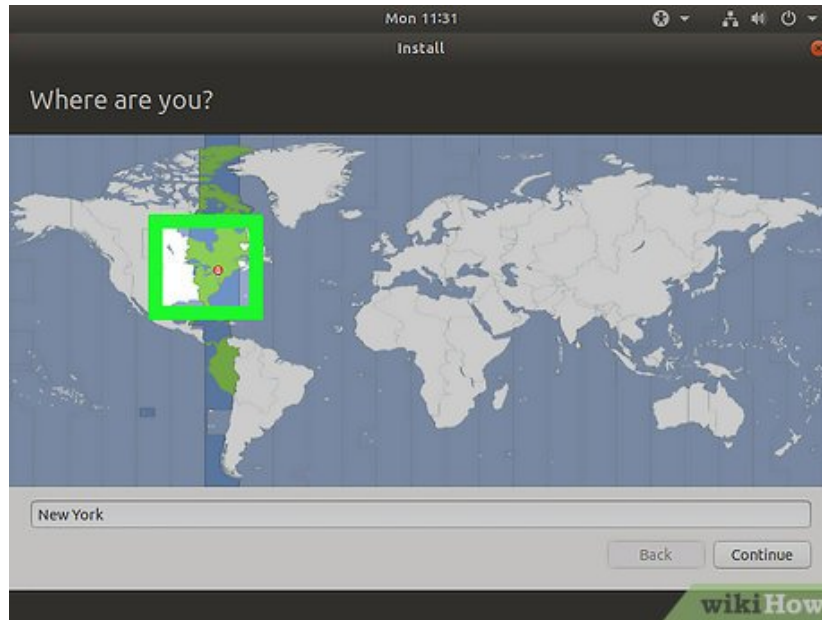 Mon 11:31
Install
Where are you?
New York
Back
Continue
wikiHow